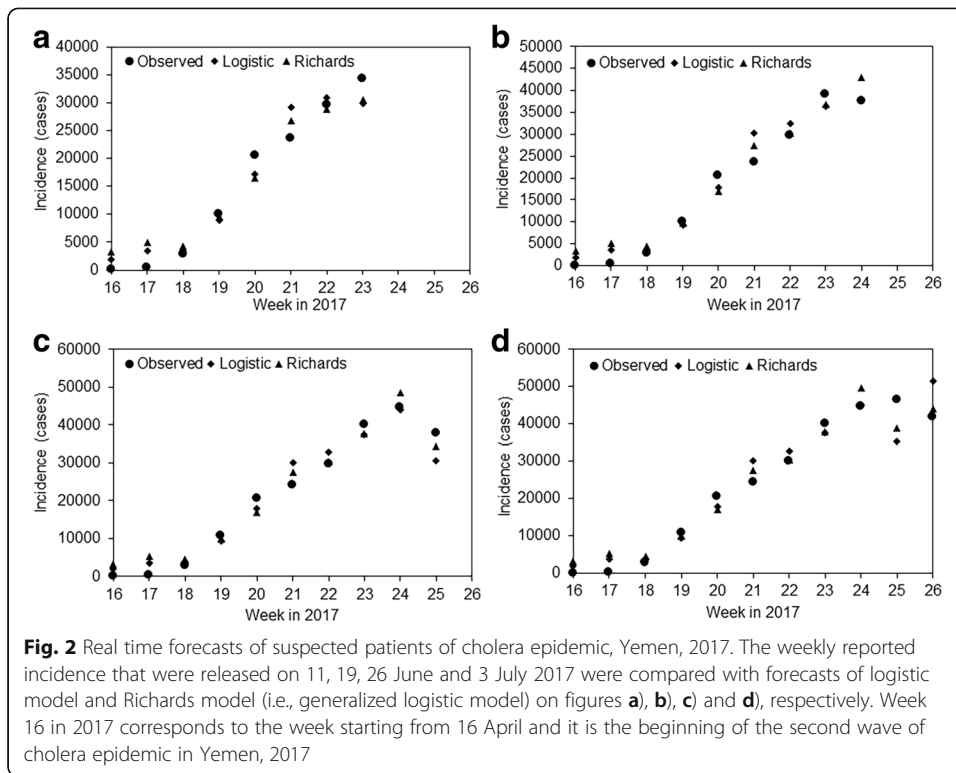 a
40000
35000
30000
25000
20000
15000
10000
5000
0
Incidence (cases)
● Observed ◆ Logistic ▲ Richards
16 17 18 19 20 21 22 23 24 25 26
Week in 2017
b
50000
45000
40000
35000
30000
25000
20000
15000
10000
5000
0
Incidence (cases)
● Observed ◆ Logistic ▲ Richards
16 17 18 19 20 21 22 23 24 25 26
Week in 2017
c
60000
50000
40000
30000
20000
10000
0
Incidence (cases)
● Observed ◆ Logistic ▲ Richards
16 17 18 19 20 21 22 23 24 25 26
Week in 2017
d
60000
50000
40000
30000
20000
10000
0
Incidence (cases)
● Observed ◆ Logistic ▲ Richards
16 17 18 19 20 21 22 23 24 25 26
Week in 2017
Fig. 2 Real time forecasts of suspected patients of cholera epidemic, Yemen, 2017. The weekly reported
incidence that were released on 11, 19, 26 June and 3 July 2017 were compared with forecasts of logistic
model and Richards model (i.e., generalized logistic model) on figures a), b), c) and d), respectively. Week
16 in 2017 corresponds to the week starting from 16 April and it is the beginning of the second wave of
cholera epidemic in Yemen, 2017